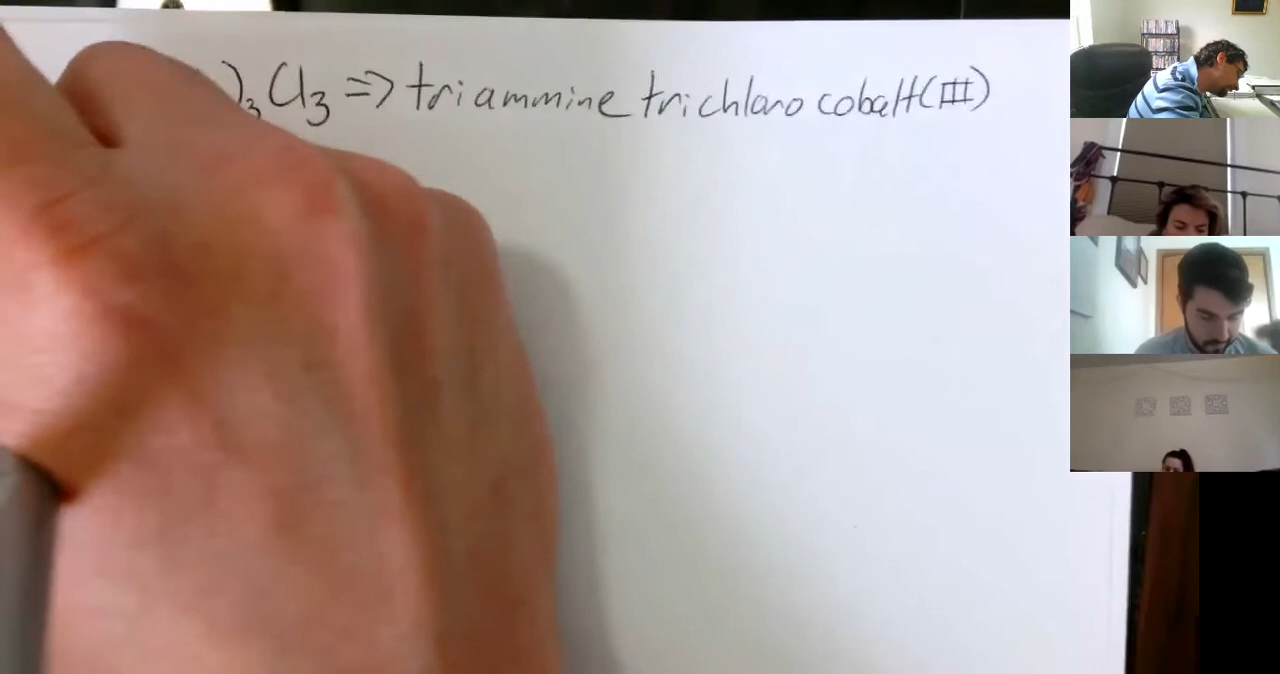 )₃Cl₃ => triammine trichloro cobalt(III)